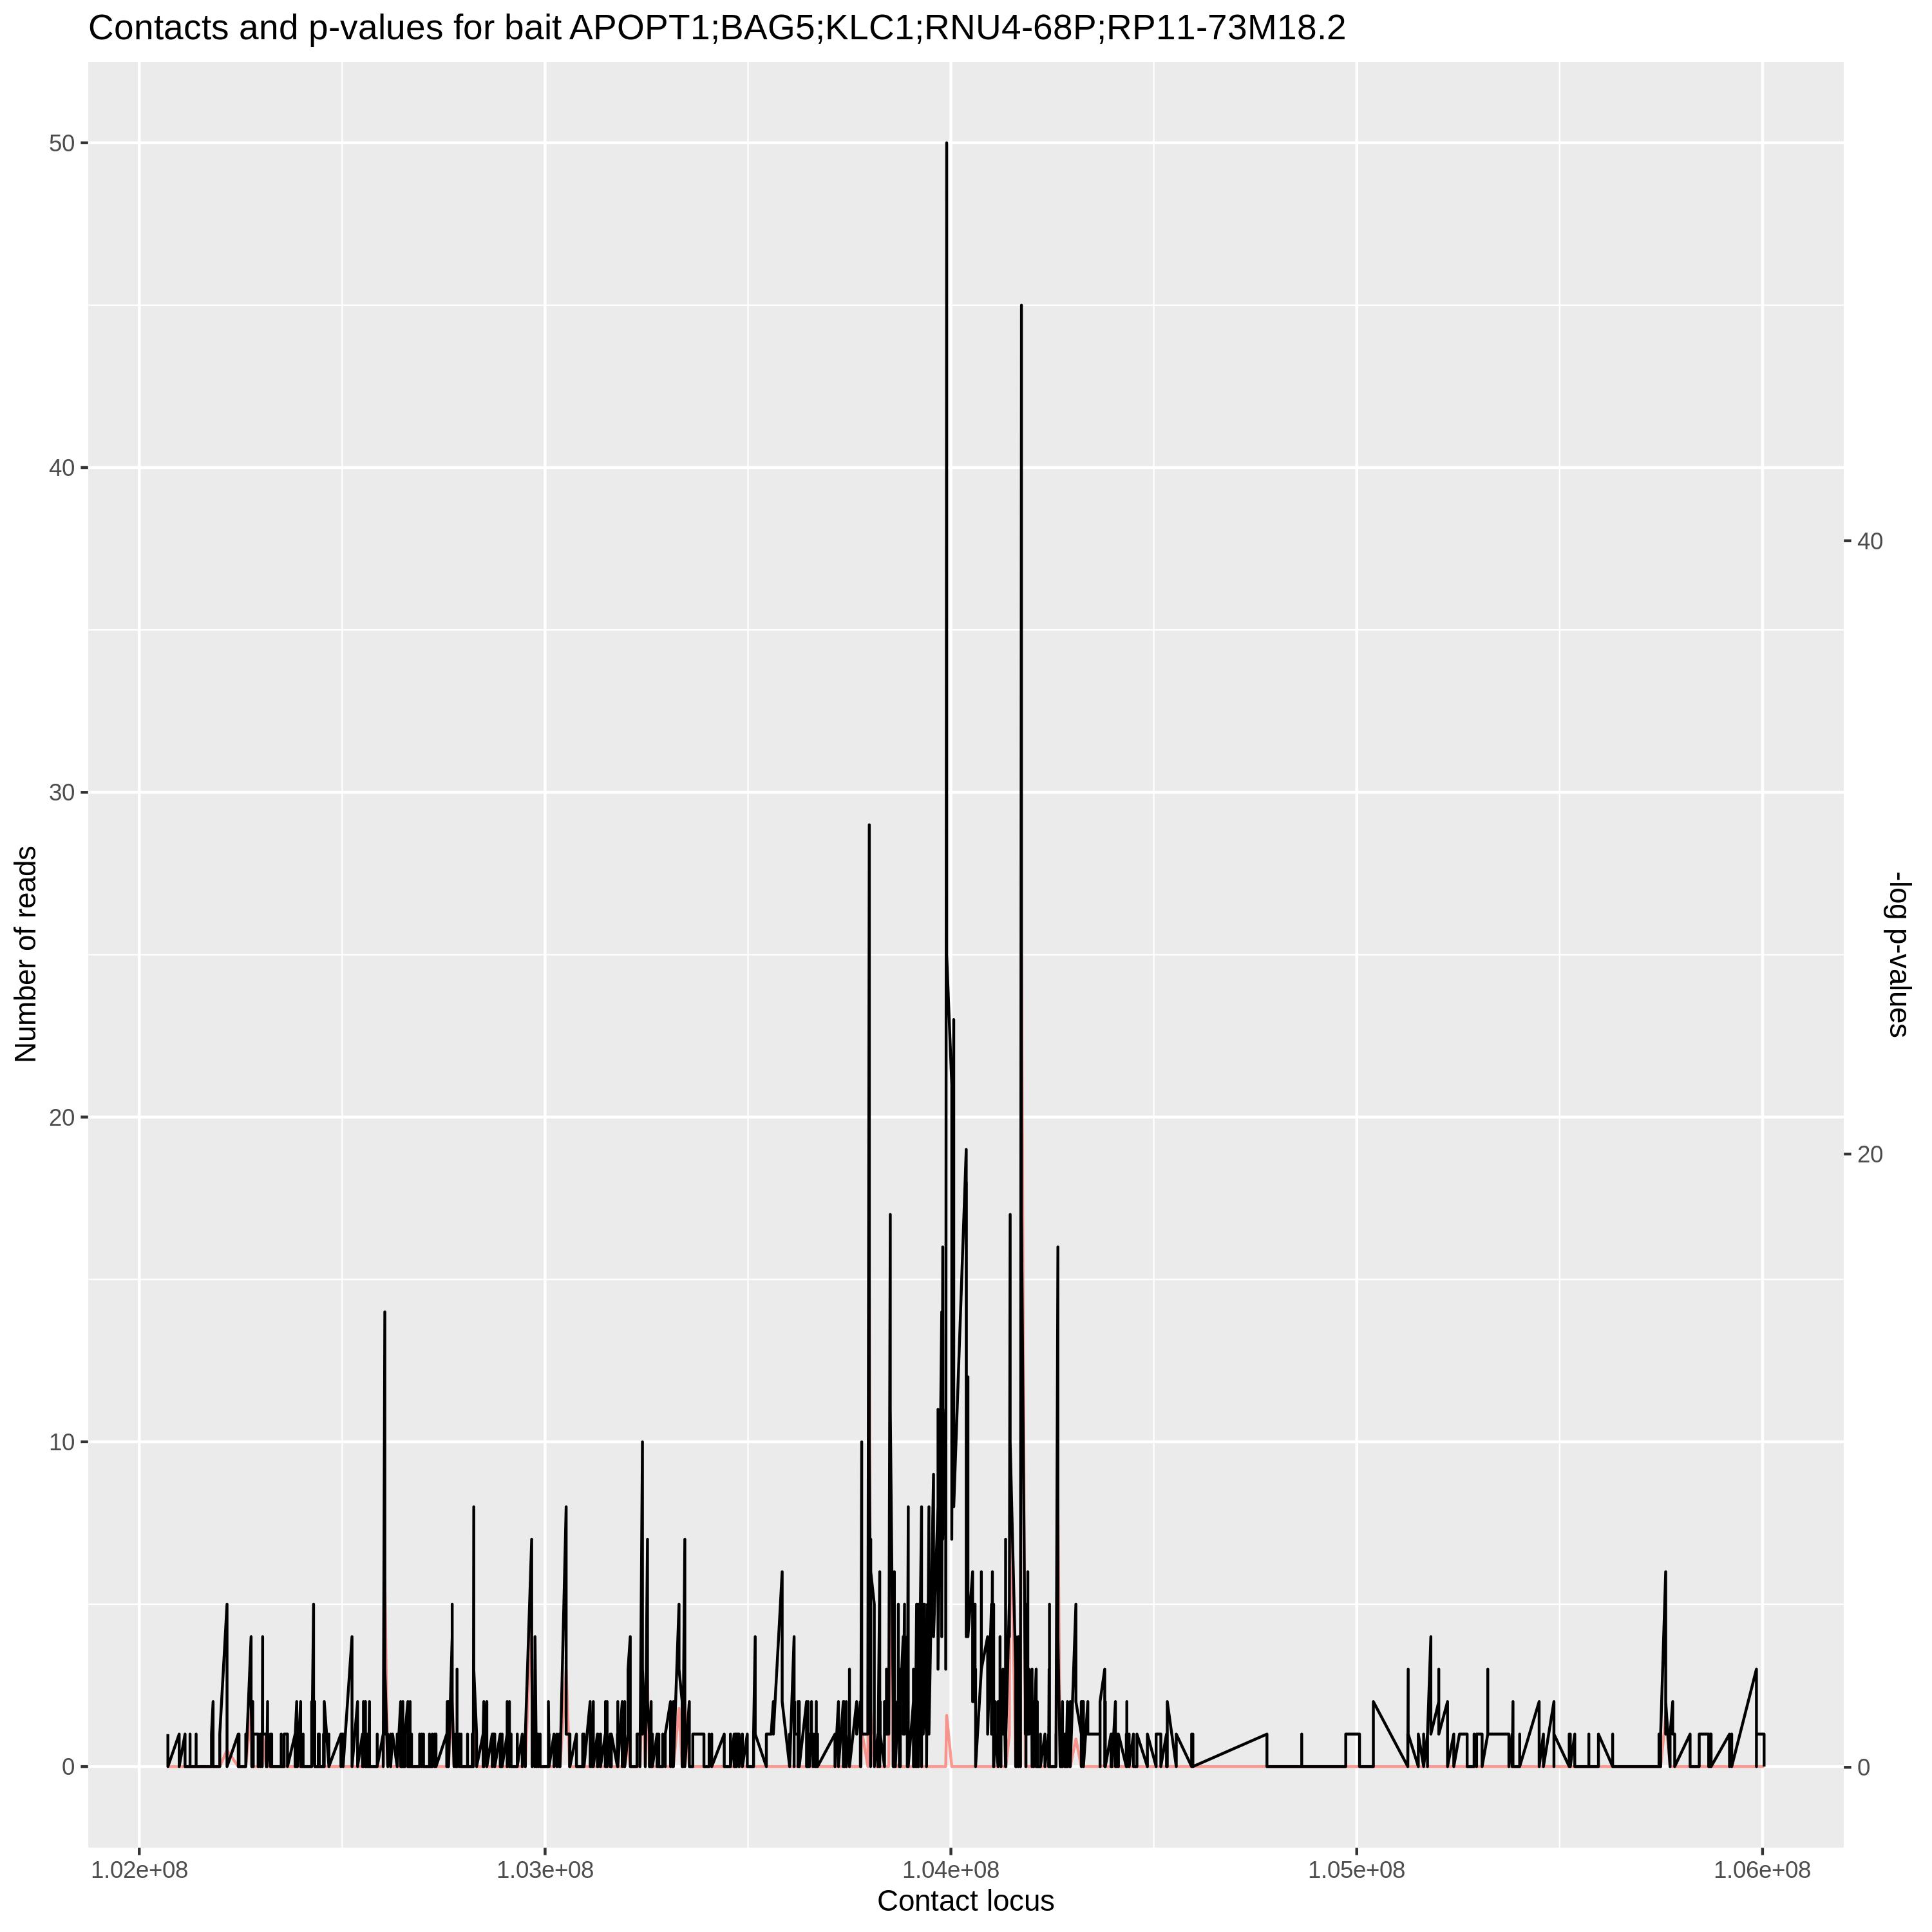 Contacts and p-values for bait APOPT1;BAG5;KLC1;RNU4-68P;RP11-73M18.2
50
40
30
20
10
0
Number of reads
40
20
0
-log p-values
1.02e+08 1.03e+08 1.04e+08 1.05e+08 1.06e+08
Contact locus